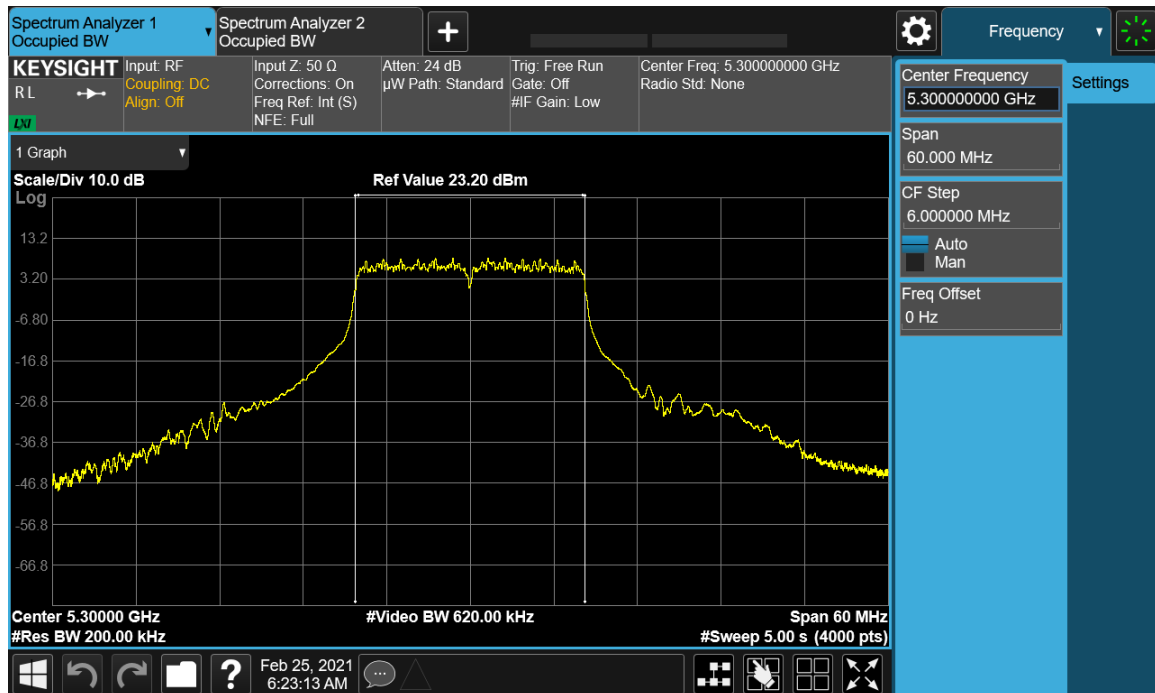 Spectrum Analyzer 1
Occupied BW
Spectrum Analyzer 2
Occupied BW
+
Frequency
KEYSIGHT
R L
LXI
Input: RF
Coupling: DC
Align: Off
Input Z: 50 Ω
Corrections: On
Freq Ref: Int (S)
NFE: Full
Atten: 24 dB
µW Path: Standard
Trig: Free Run
Gate: Off
#IF Gain: Low
Center Freq: 5.300000000 GHz
Radio Std: None
Center Frequency
5.300000000 GHz
Settings
Span
60.000 MHz
CF Step
6.000000 MHz
Auto
Man
Freq Offset
0 Hz
1 Graph
Scale/Div 10.0 dB
Ref Value 23.20 dBm
Log
13.2
3.20
-6.80
-16.8
-26.8
-36.8
-46.8
-56.8
-66.8
Center 5.30000 GHz
#Video BW 620.00 kHz
Span 60 MHz
#Res BW 200.00 kHz
#Sweep 5.00 s (4000 pts)
?
Feb 25, 2021
6:23:13 AM